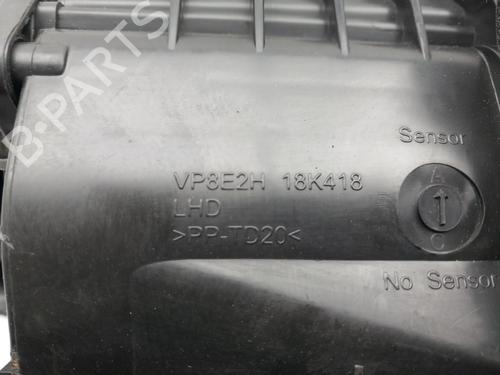 B-PARTS
Sensor
VP8E2H 18K418
A
LHD
>PP-TD20<
C
No Sensor